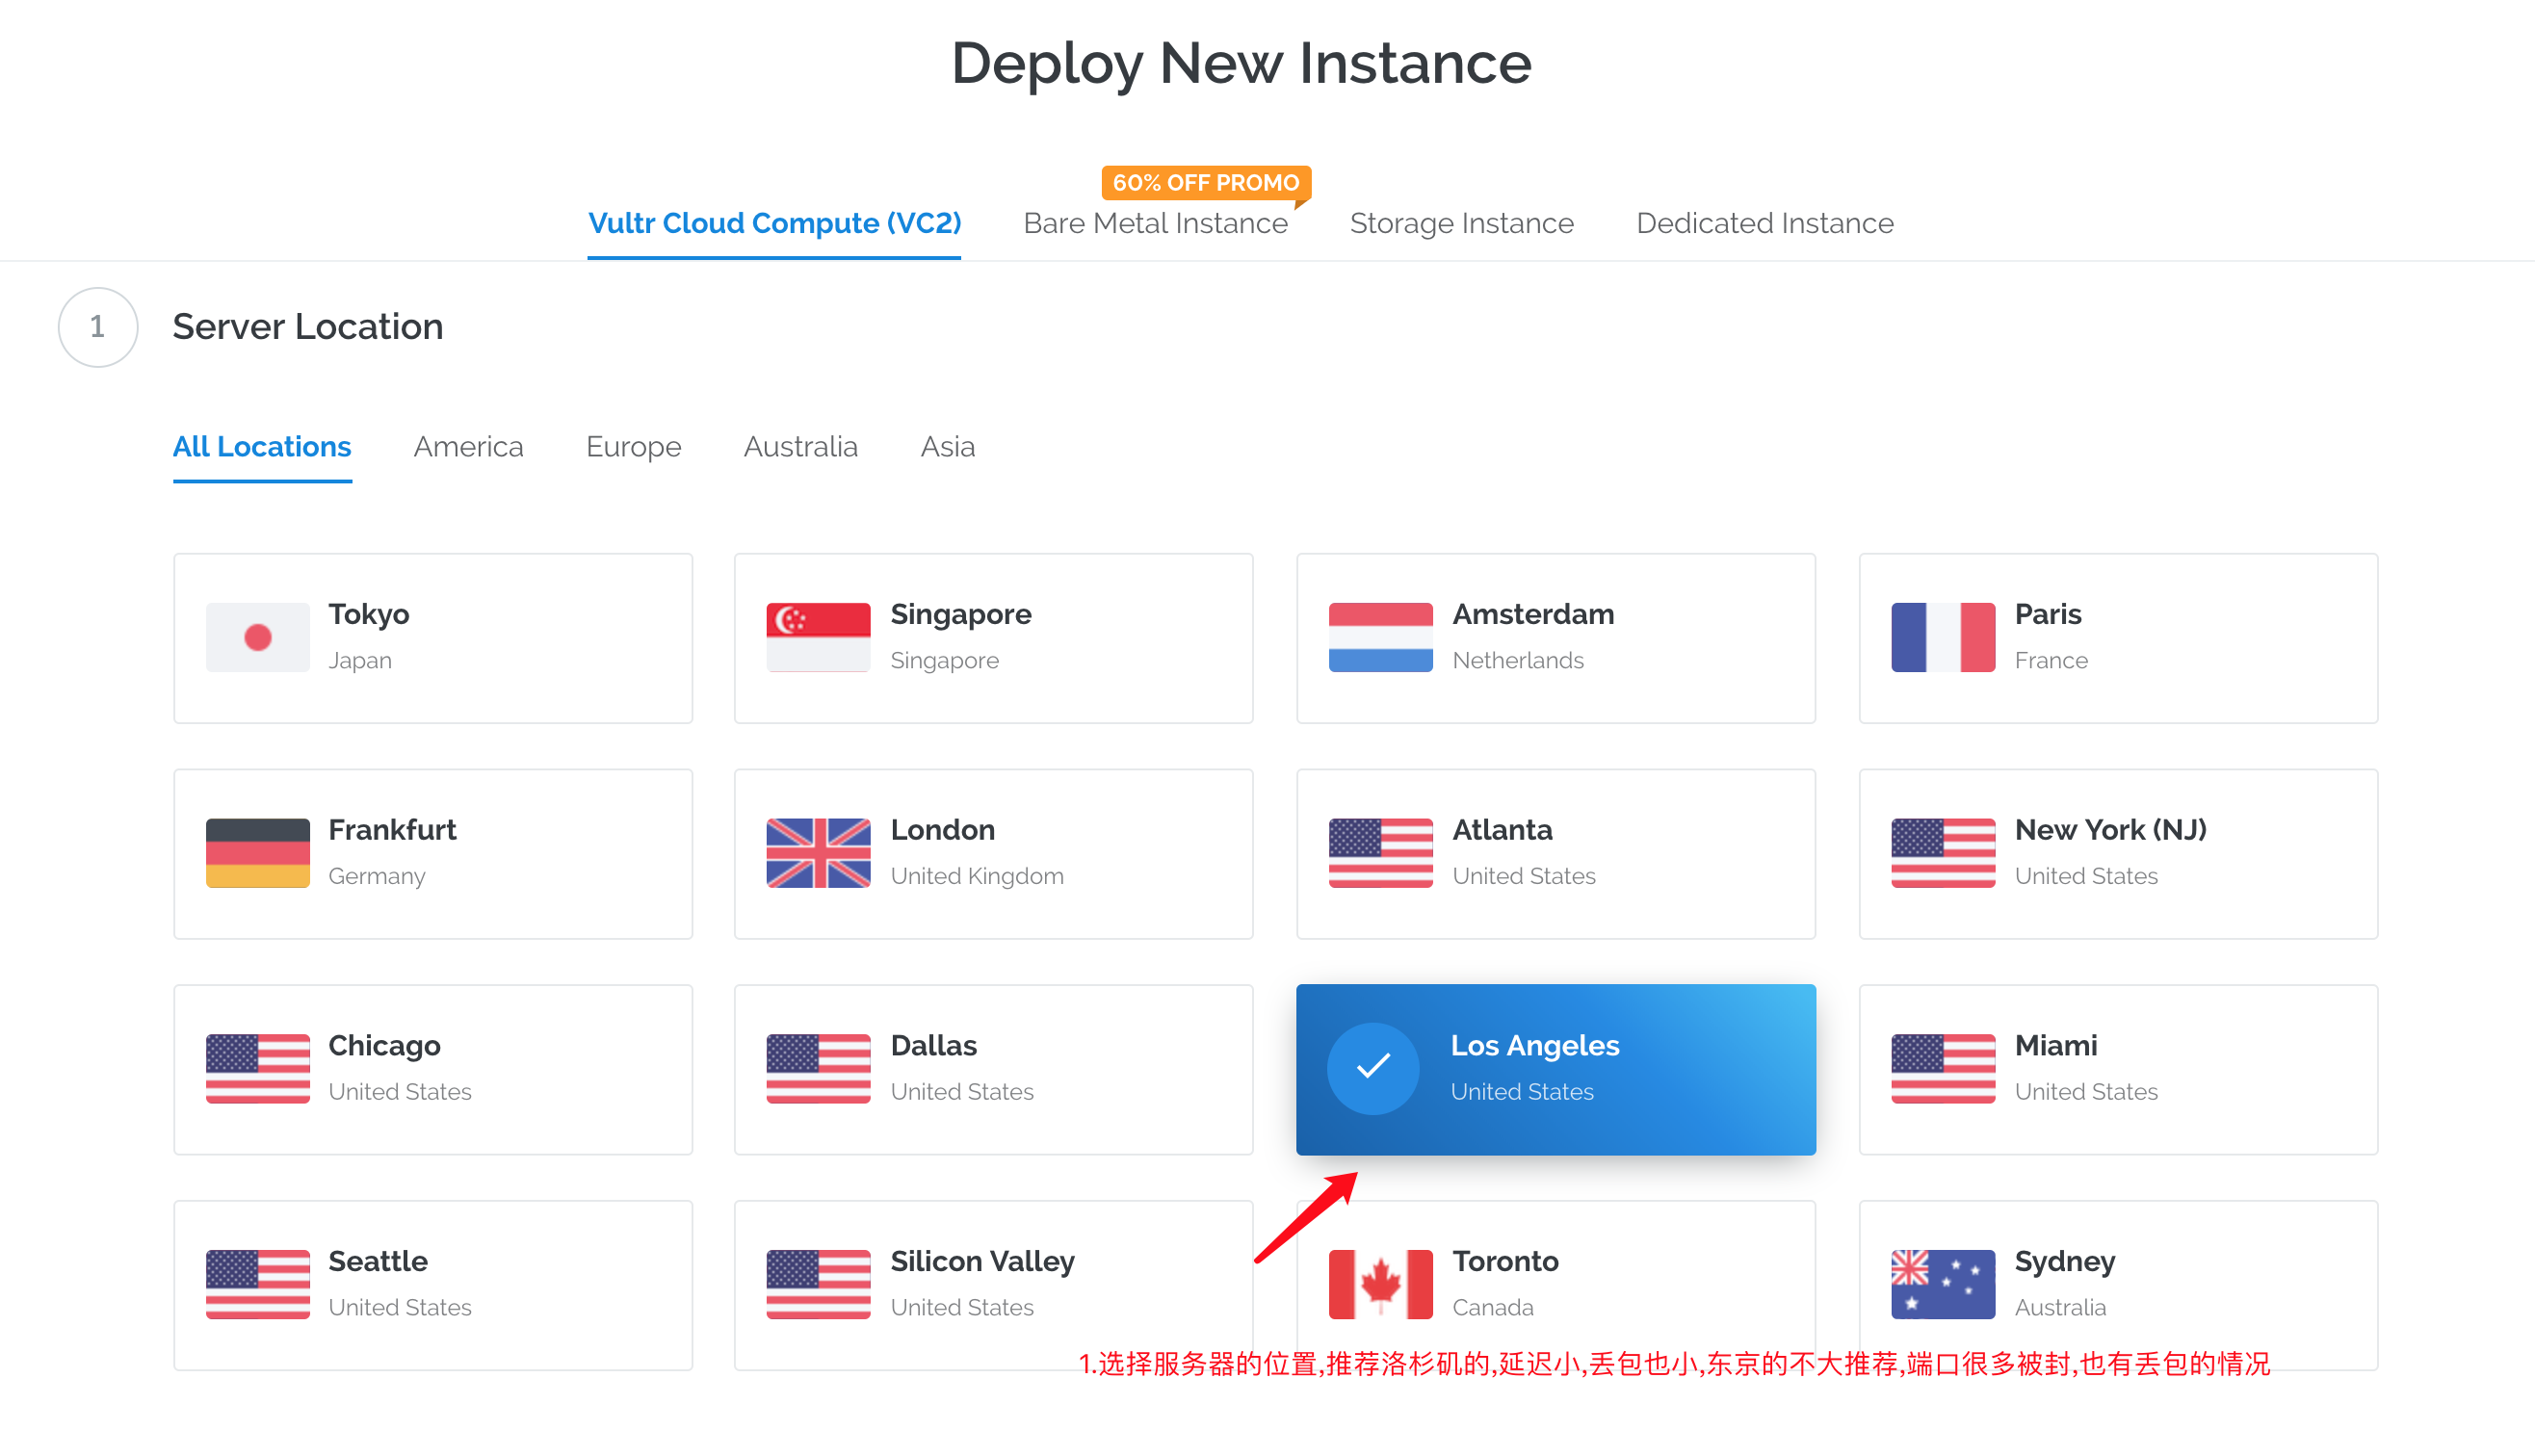 Deploy New Instance
60% OFF PROMO
Vultr Cloud Compute (VC2) Bare Metal Instance Storage Instance Dedicated Instance
1 Server Location
All Locations America Europe Australia Asia
Tokyo
Japan
Singapore
Singapore
Amsterdam
Netherlands
Paris
France
Frankfurt
Germany
London
United Kingdom
Atlanta
United States
New York (NJ)
United States
Chicago
United States
Dallas
United States
Los Angeles
United States
Miami
United States
Seattle
United States
Silicon Valley
United States
Toronto
Canada
Sydney
Australia
1.选择服务器的位置,推荐洛杉矶的,延迟小,丢包也小,东京的不大推荐,端口很多被封,也有丢包的情况